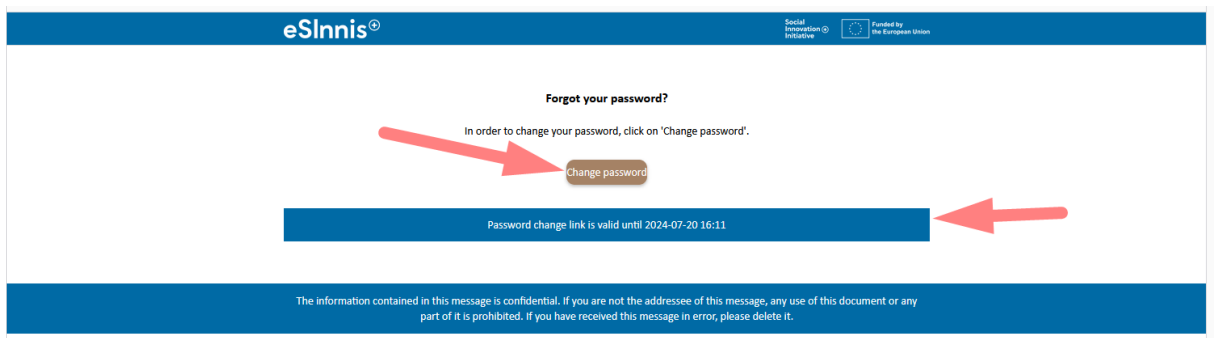 eSInnis
Social
Innovation
Initiative
Funded by
the European Union
Forgot your password?
In order to change your password, click on 'Change password'.
Change password
Password change link is valid until 2024-07-20 16:11
The information contained in this message is confidential. If you are not the addressee of this message, any use of this document or any
part of it is prohibited. If you have received this message in error, please delete it.